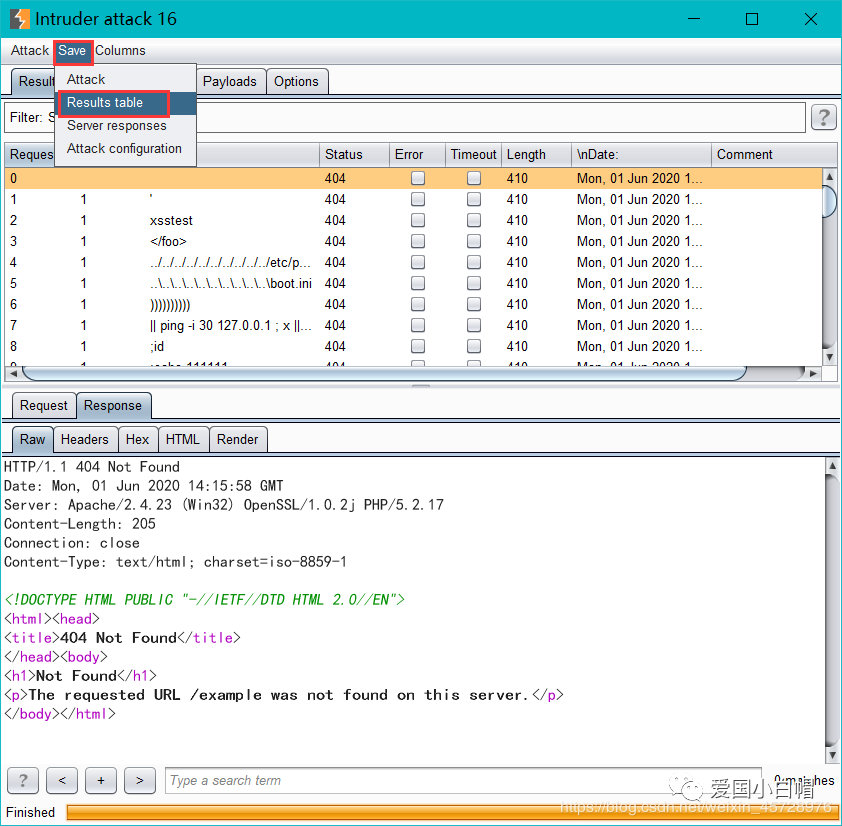 Intruder attack 16
Attack Save Columns
Attack
Results table
Server responses
Attack configuration
Payloads Options
Filter:
?
Status Error Timeout Length \nDate: Comment
0 404 410 Mon, 01 Jun 2020 1...
1 1 ' 404 410 Mon, 01 Jun 2020 1...
2 1 xsstest 404 410 Mon, 01 Jun 2020 1...
3 1 </foo> 404 410 Mon, 01 Jun 2020 1...
4 1 ../../../../../../../../../../etc/p... 404 410 Mon, 01 Jun 2020 1...
5 1 ..\..\..\..\..\..\..\..\..\..\boot.ini 404 410 Mon, 01 Jun 2020 1...
6 1 )))))))))) 404 410 Mon, 01 Jun 2020 1...
7 1 || ping -i 30 127.0.0.1 ; x ||... 404 410 Mon, 01 Jun 2020 1...
8 1 ;id 404 410 Mon, 01 Jun 2020 1...
Request Response
Raw Headers Hex HTML Render
HTTP/1.1 404 Not Found
Date: Mon, 01 Jun 2020 14:15:58 GMT
Server: Apache/2.4.23 (Win32) OpenSSL/1.0.2j PHP/5.2.17
Content-Length: 205
Connection: close
Content-Type: text/html; charset=iso-8859-1
<!DOCTYPE HTML PUBLIC "-//IETF//DTD HTML 2.0//EN">
<html><head>
<title>404 Not Found</title>
</head><body>
<h1>Not Found</h1>
<p>The requested URL /example was not found on this server.</p>
</body></html>
? < + > Type a search term
爱国小白帽
https://blog.csdn.net/weixin_48728976
Finished